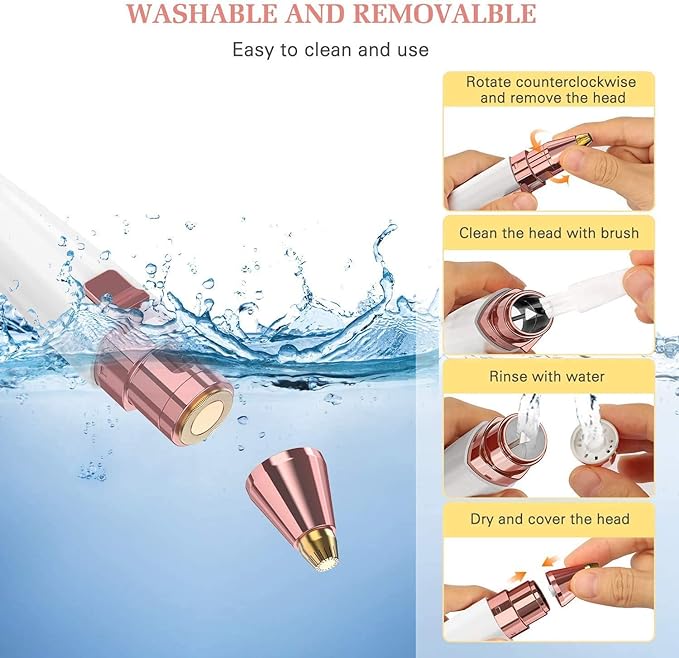 WASHABLE AND REMOVALBLE
Easy to clean and use
Rotate counterclockwise
and remove the head
Clean the head with brush
Rinse with water
Dry and cover the head